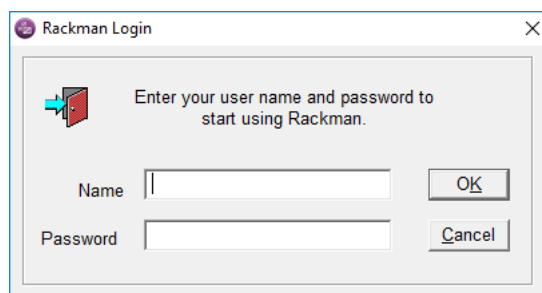 Rackman Login
Enter your user name and password to
start using Rackman.
Name
OK
Password
Cancel